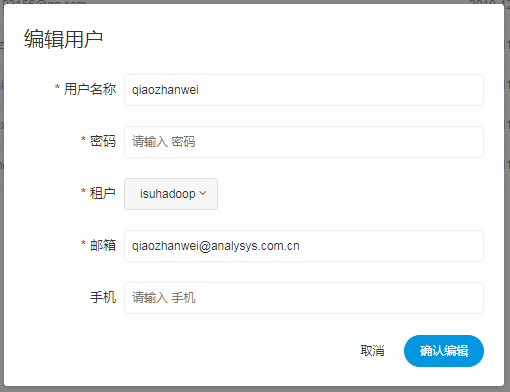 编辑用户
* 用户名称 qiaozhanwei
* 密码 请输入 密码
* 租户 isuhadoop
* 邮箱 qiaozhanwei@analysys.com.cn
手机 请输入 手机
取消 确认编辑